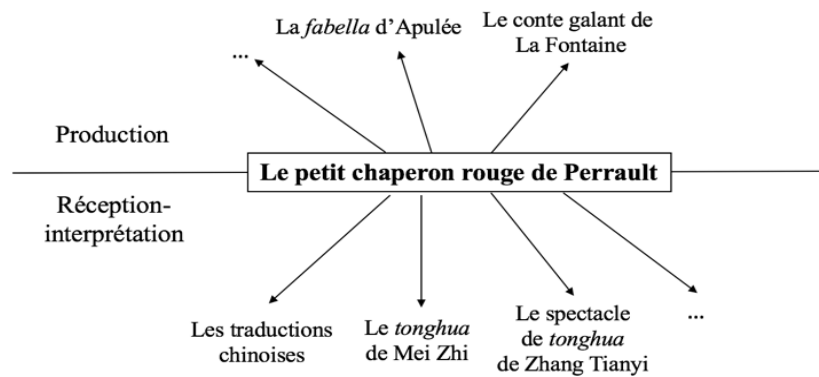 La fabella d’Apulée
Le conte galant de
La Fontaine
...
Production
Le petit chaperon rouge de Perrault
Réception-
interprétation
Les traductions
chinoises
Le tonghua
de Mei Zhi
Le spectacle
de tonghua
de Zhang Tianyi
...